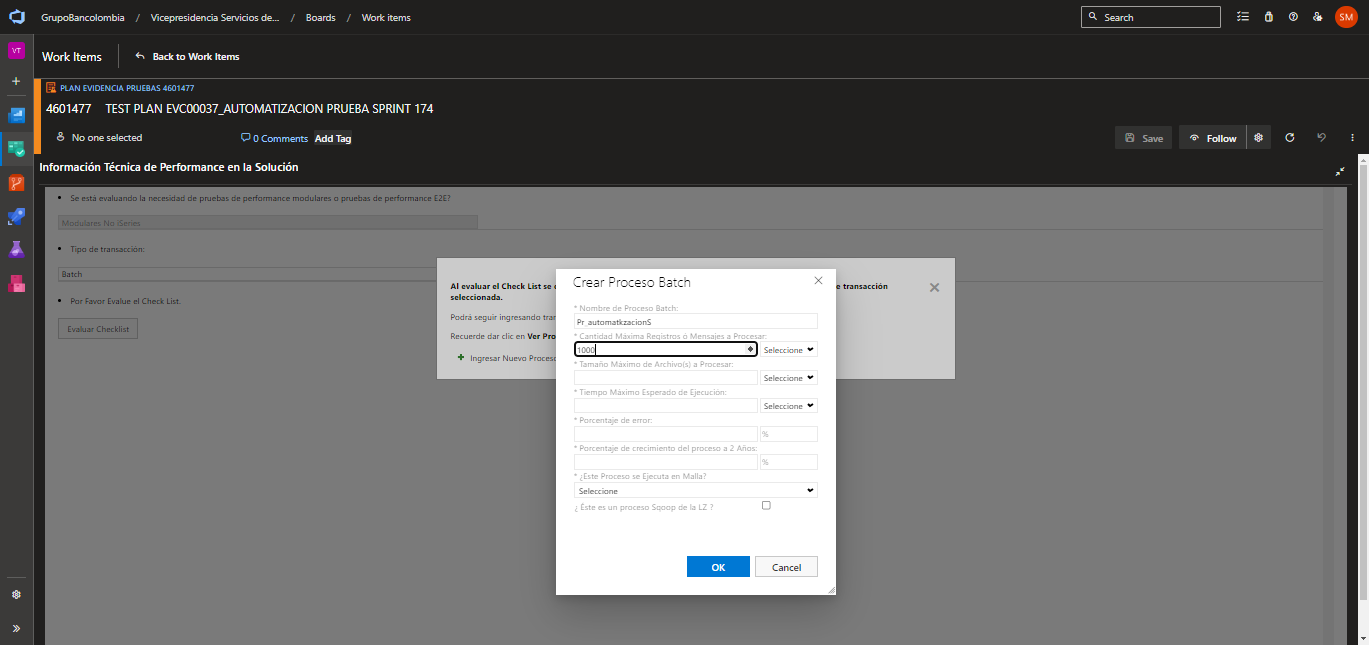 GrupoBancolombia / Vicepresidencia Servicios de... / Boards / Work items
Search
SM
VT
Work Items
Back to Work Items
PLAN EVIDENCIA PRUEBAS 4601477
4601477 TEST PLAN EVC00037_AUTOMATIZACION PRUEBA SPRINT 174
No one selected
0 Comments
Add Tag
Save
Follow
Información Técnica de Performance en la Solución
Se está evaluando la necesidad de pruebas de performance modulares o pruebas de performance E2E?
Modulares No iSeries
Tipo de transacción:
Batch
Por Favor Evalue el Check List.
Evaluar Checklist
Al evaluar el Check List se
e transacción
seleccionada.
Podrá seguir ingresando tran
Recuerde dar clic en Ver Pro
Ingresar Nuevo Proceso
Crear Proceso Batch
* Nombre de Proceso Batch:
Pr_automatkzacionS
* Cantidad Máxima Registros ó Mensajes a Procesar:
1000
Seleccione
* Tamaño Máximo de Archivo(s) a Procesar:
Seleccione
* Tiempo Máximo Esperado de Ejecución:
Seleccione
* Porcentaje de error:
%
* Porcentaje de crecimiento del proceso a 2 Años:
%
* ¿Este Proceso se Ejecuta en Malla?
Seleccione
¿ Éste es un proceso Sqoop de la LZ ?
OK
Cancel